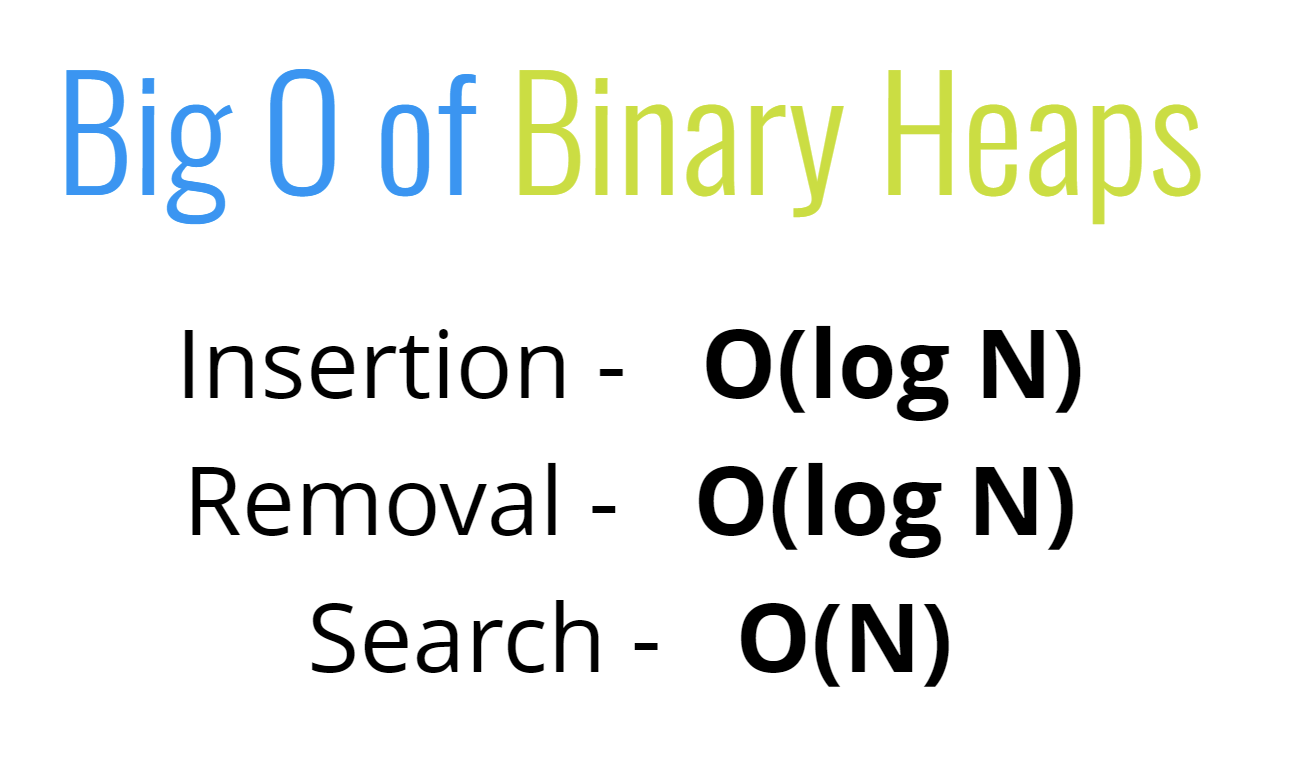 Big O of Binary Heaps
Insertion - O(log N)
Removal - O(log N)
Search - O(N)